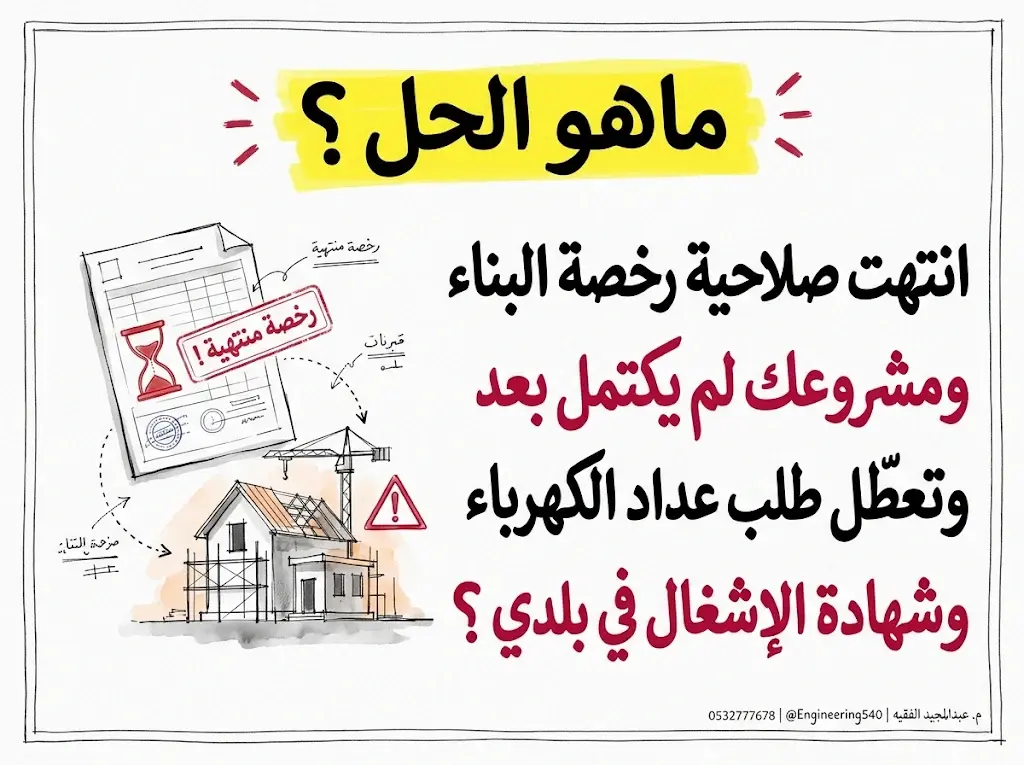 ماهو الحل ؟
انتهت صلاحية رخصة البناء
ومشروعك لم يكتمل بعد
وتعطّل طلب عداد الكهرباء
وشهادة الإشغال في بلدي ؟
رخصة منتهية
رخصة منتهية !
م. عبدالمجيد الفقيه | @Engineering540 | 0532777678